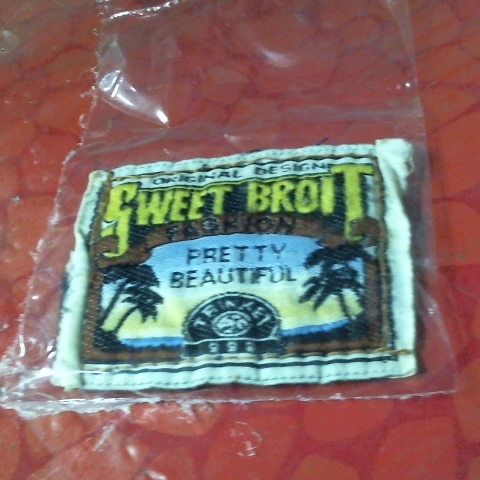 ORIGINAL DESIGN
SWEET BROIT
FASHION
PRETTY
BEAUTIFUL